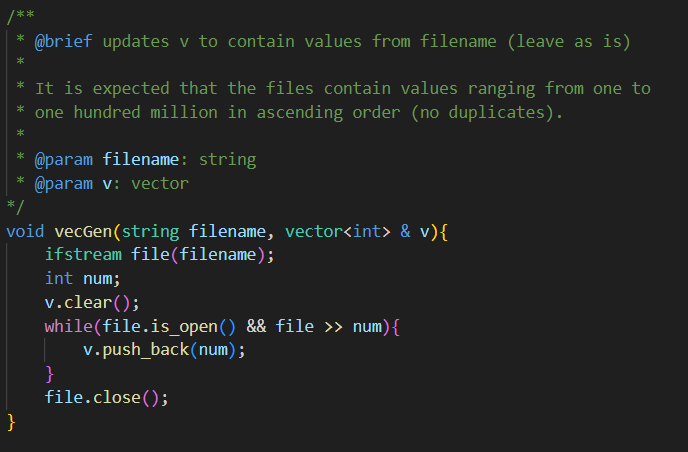 /**
 * @brief updates v to contain values from filename (leave as is)
 *
 * It is expected that the files contain values ranging from one to
 * one hundred million in ascending order (no duplicates).
 *
 * @param filename: string
 * @param v: vector
*/
void vecGen(string filename, vector<int> & v){
    ifstream file(filename);
    int num;
    v.clear();
    while(file.is_open() && file >> num){
        v.push_back(num);
    }
    file.close();
}